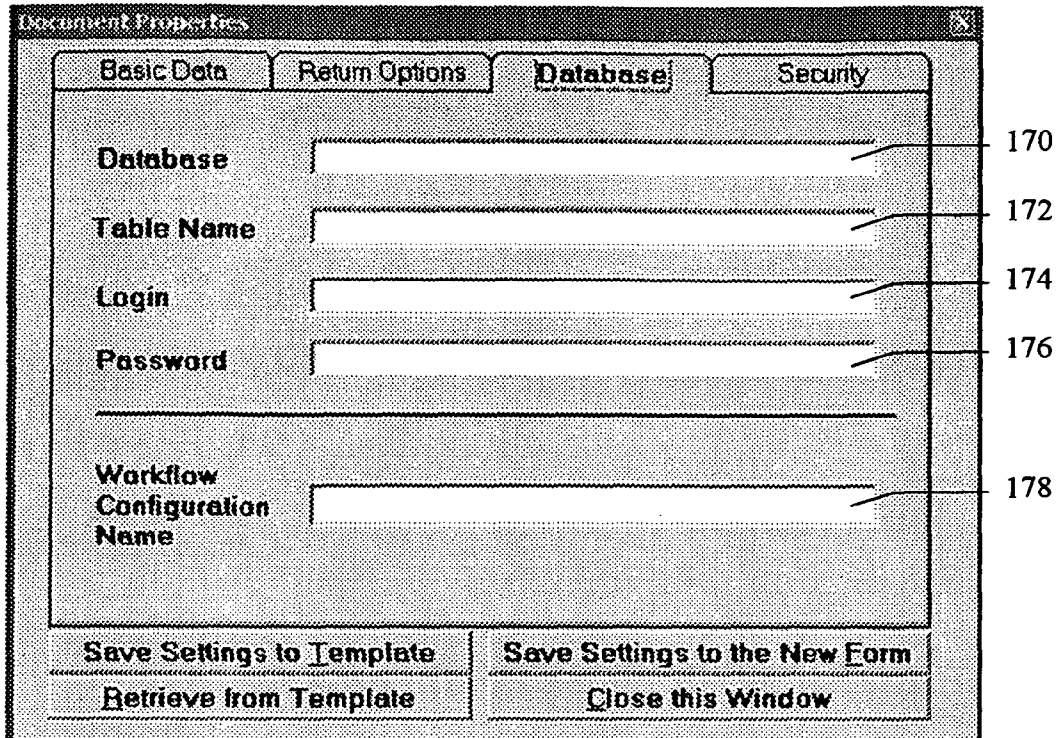 Document Properties X
Basic Data Return Options Database Security
Database 170
Table Name 172
Login 174
Password 176
Workflow
Configuration 178
Name
Save Settings to Template Save Settings to the New Form
Retrieve from Template Close this Window